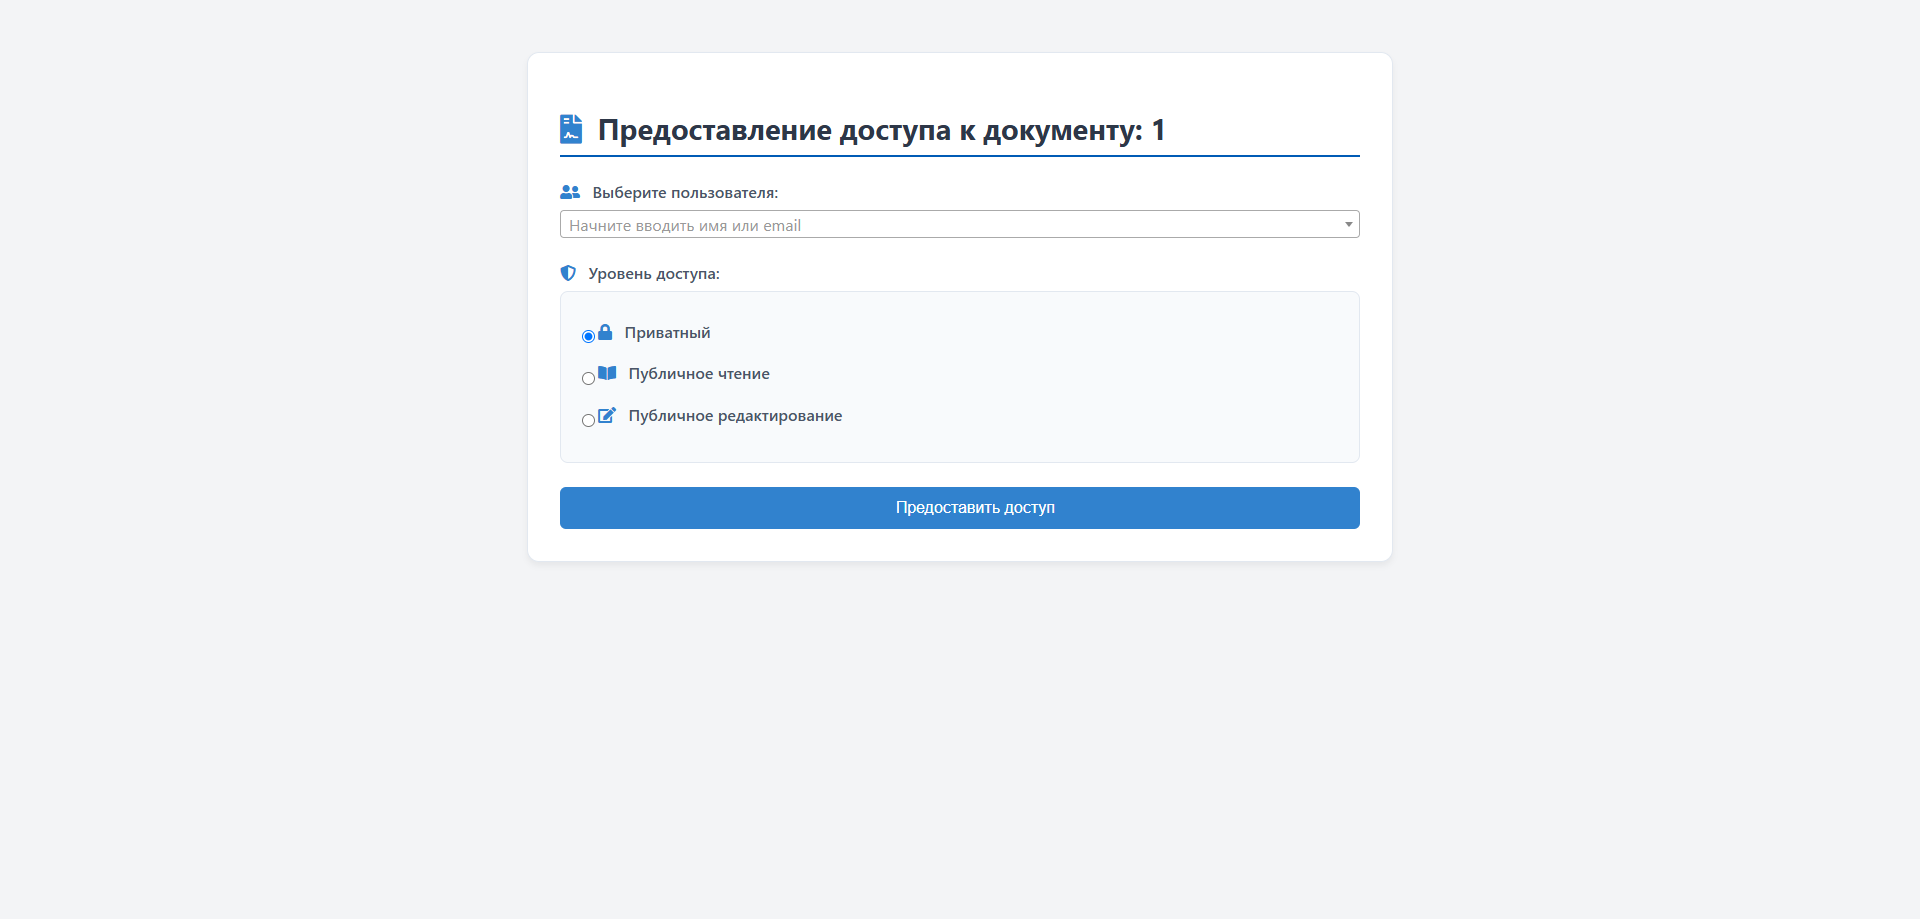 Предоставление доступа к документу: 1
Выберите пользователя:
Начните вводить имя или email
Уровень доступа:
Приватный
Публичное чтение
Публичное редактирование
Предоставить доступ